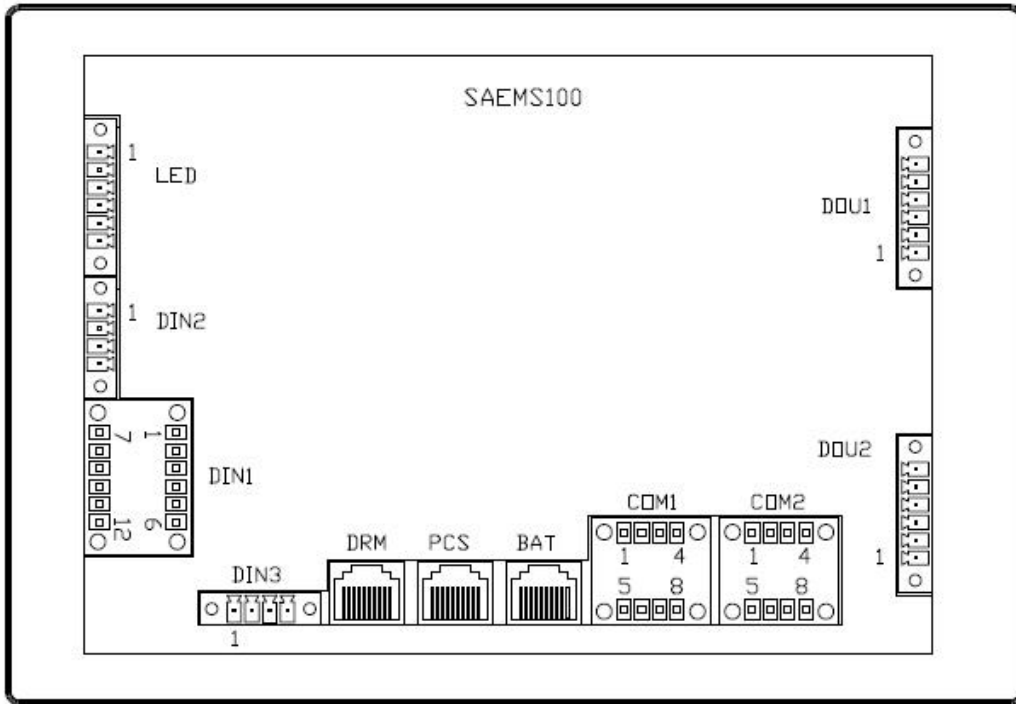 SAEMS100
1
LED
DOU1
1
1
DIN2
7 1
DIN1
12 6
DOU2
1
COM1 COM2
1 4 1 4
5 8 5 8
DRM PCS BAT
DIN3
1